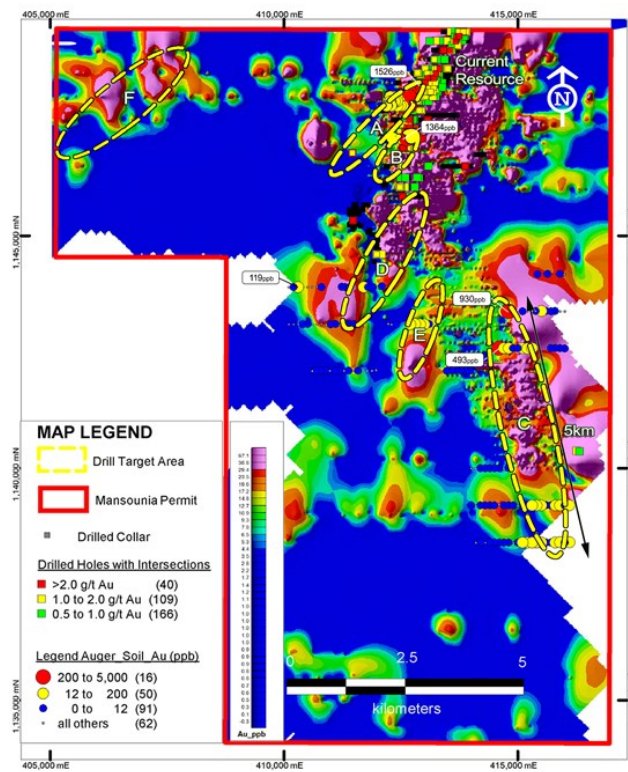 405,000 mE
410,000 mE
415,000 mE
1526ppb
Current
Resource
N
F
A
1364ppb
B
1,145,000 mN
D
119ppb
930ppb
E
493ppb
C
5km
MAP LEGEND
Drill Target Area
Mansounia Permit
Drilled Collar
Drilled Holes with Intersections
>2.0 g/t Au (40)
1.0 to 2.0 g/t Au (109)
0.5 to 1.0 g/t Au (166)
Legend Auger_Soil_Au (ppb)
200 to 5,000 (16)
12 to 200 (50)
0 to 12 (91)
all others (62)
Au_ppb
1,140,000 mN
0 2.5 5
kilometers
1,135,000 mN
405,000 mE
410,000 mE
415,000 mE